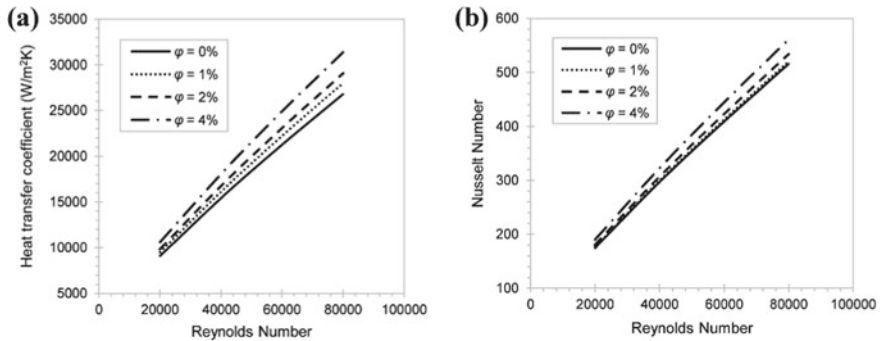 (a)
35000
30000
25000
20000
15000
10000
5000
Heat transfer coefficient (W/m²K)
φ = 0%
φ = 1%
φ = 2%
φ = 4%
0
20000
40000
60000
80000
100000
Reynolds Number
(b)
600
500
400
300
200
100
Nusselt Number
φ = 0%
φ = 1%
φ = 2%
φ = 4%
0
20000
40000
60000
80000
100000
Reynolds Number